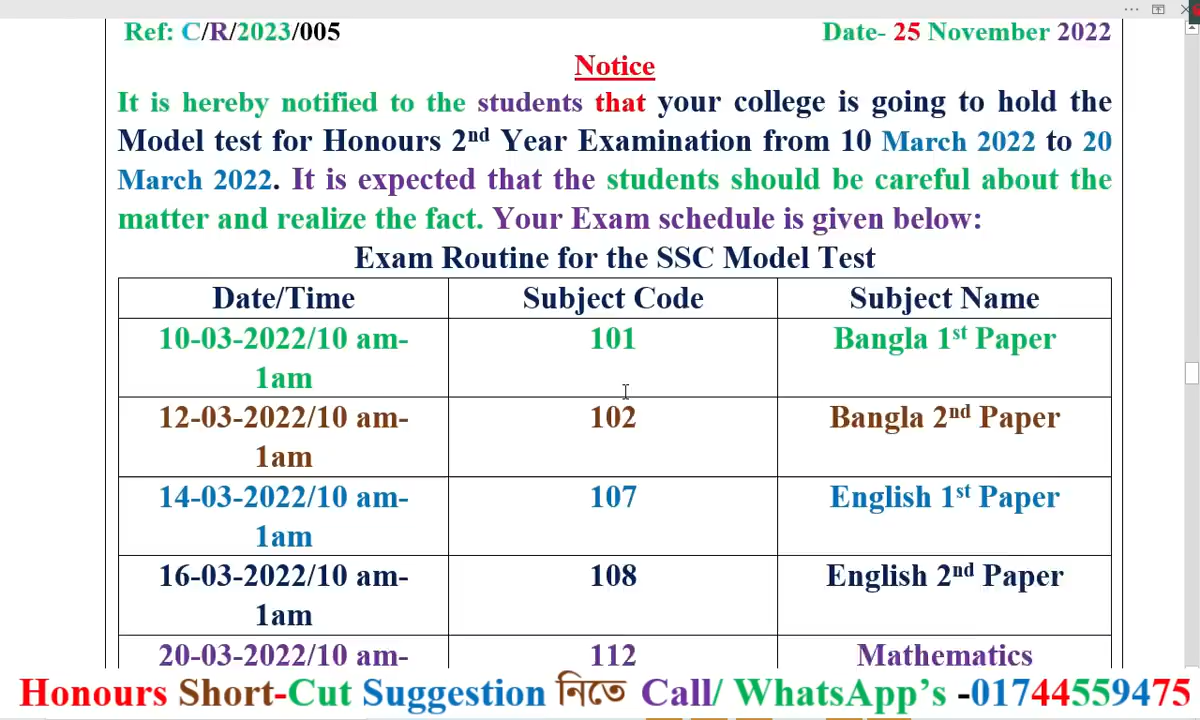 Ref: C/R/2023/005 Date- 25 November 2022
Notice
It is hereby notified to the students that your college is going to hold the
Model test for Honours 2nd Year Examination from 10 March 2022 to 20
March 2022. It is expected that the students should be careful about the
matter and realize the fact. Your Exam schedule is given below:
Exam Routine for the SSC Model Test
Date/Time Subject Code Subject Name
10-03-2022/10 am- 101 Bangla 1st Paper
1am
12-03-2022/10 am- 102 Bangla 2nd Paper
1am
14-03-2022/10 am- 107 English 1st Paper
1am
16-03-2022/10 am- 108 English 2nd Paper
1am
20-03-2022/10 am- 112 Mathematics
Honours Short-Cut Suggestion নিতে Call/ WhatsApp’s -01744559475